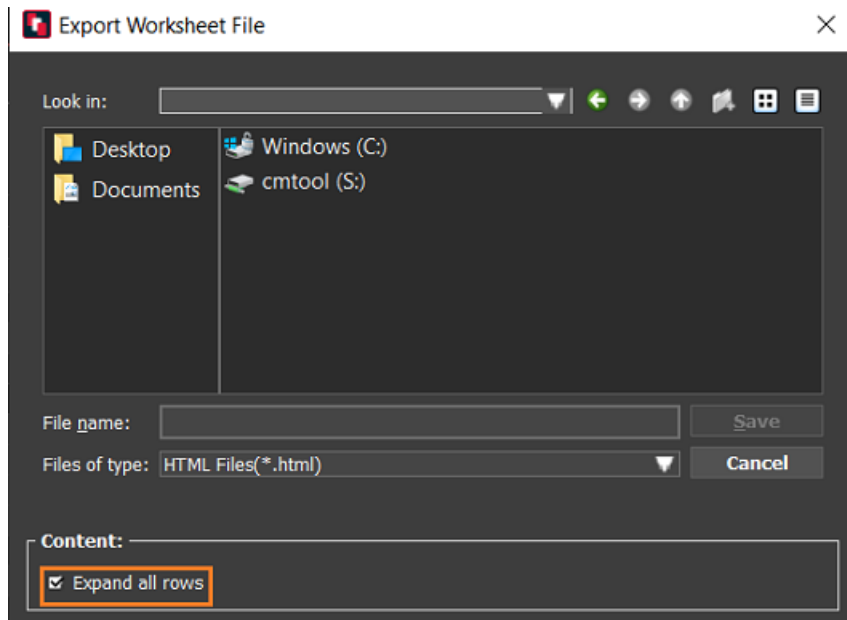 Export Worksheet File
Look in:
Desktop
Windows (C:)
Documents
cmtool (S:)
File name:
Save
Files of type: HTML Files(*.html)
Cancel
Content:
Expand all rows